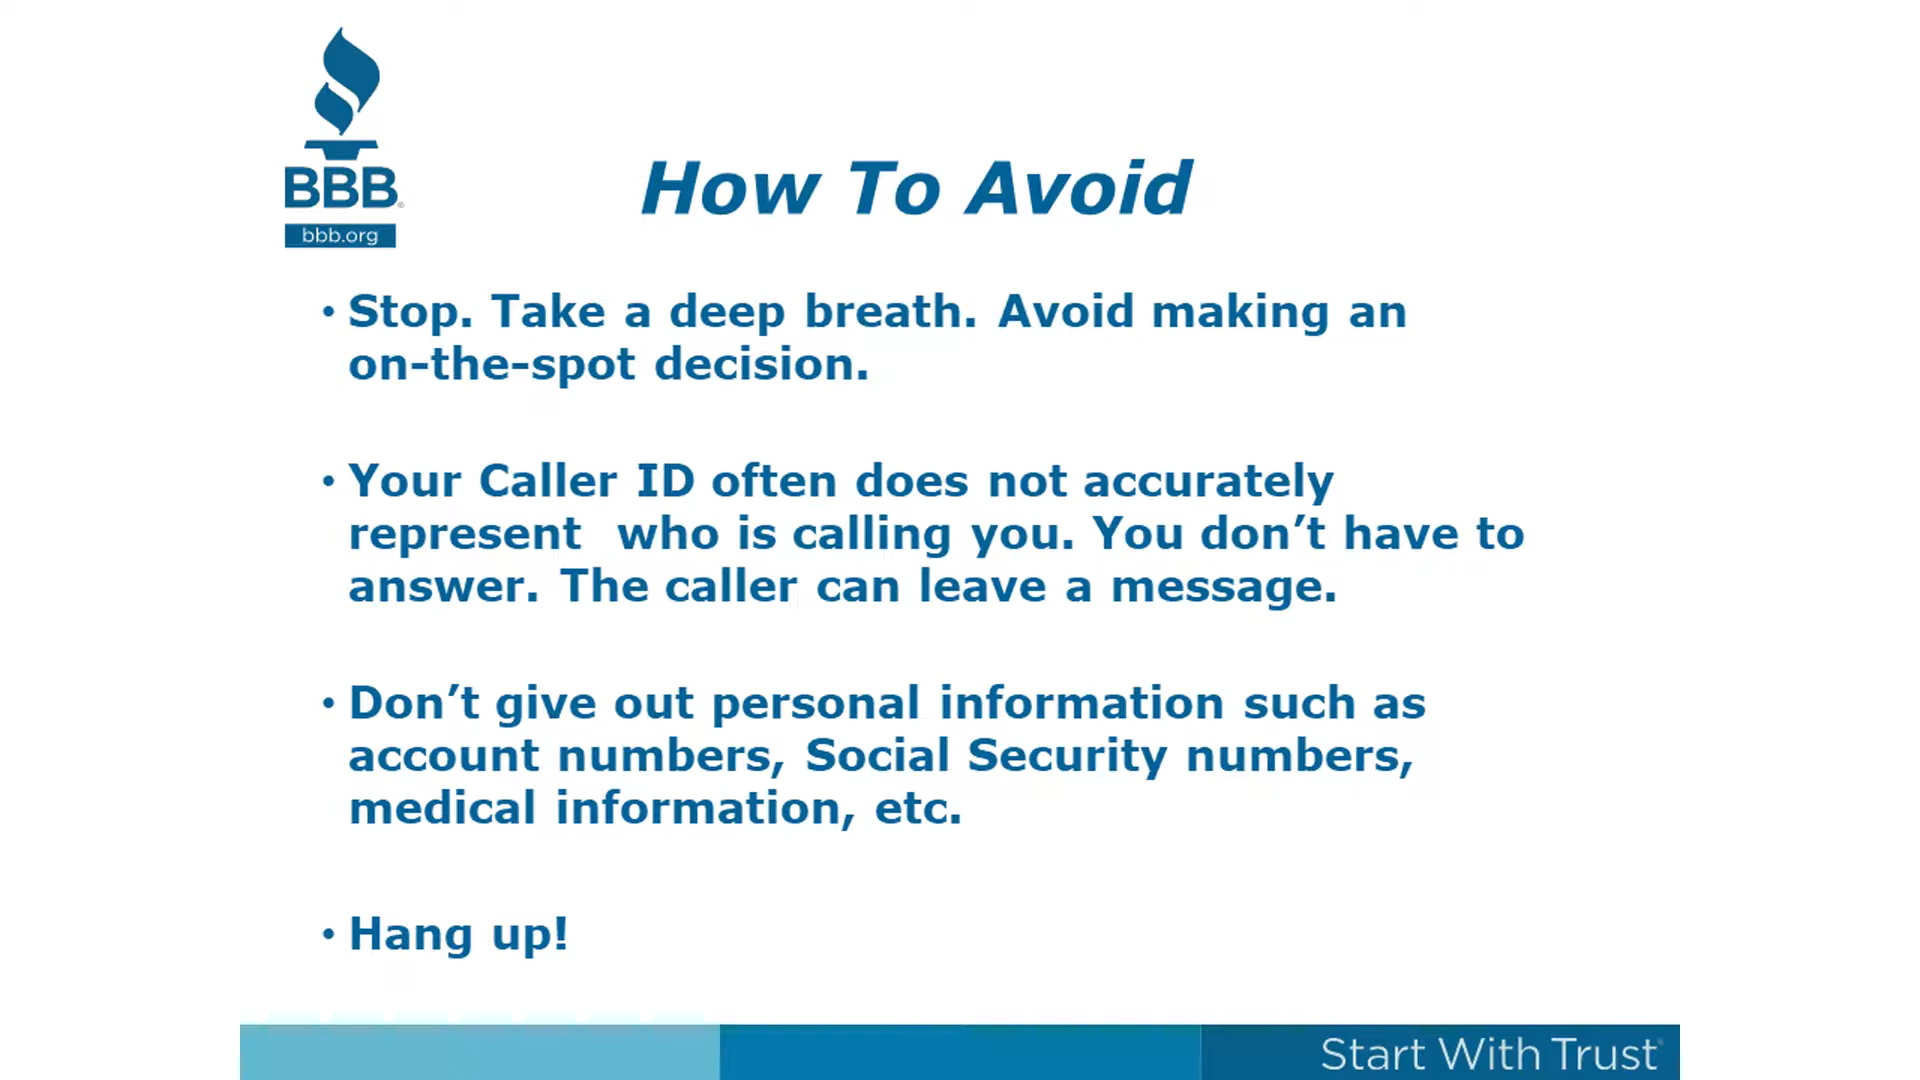 BBB
bbb.org
How To Avoid
• Stop. Take a deep breath. Avoid making an
on-the-spot decision.
• Your Caller ID often does not accurately
represent  who is calling you. You don’t have to
answer. The caller can leave a message.
• Don’t give out personal information such as
account numbers, Social Security numbers,
medical information, etc.
• Hang up!
Start With Trust